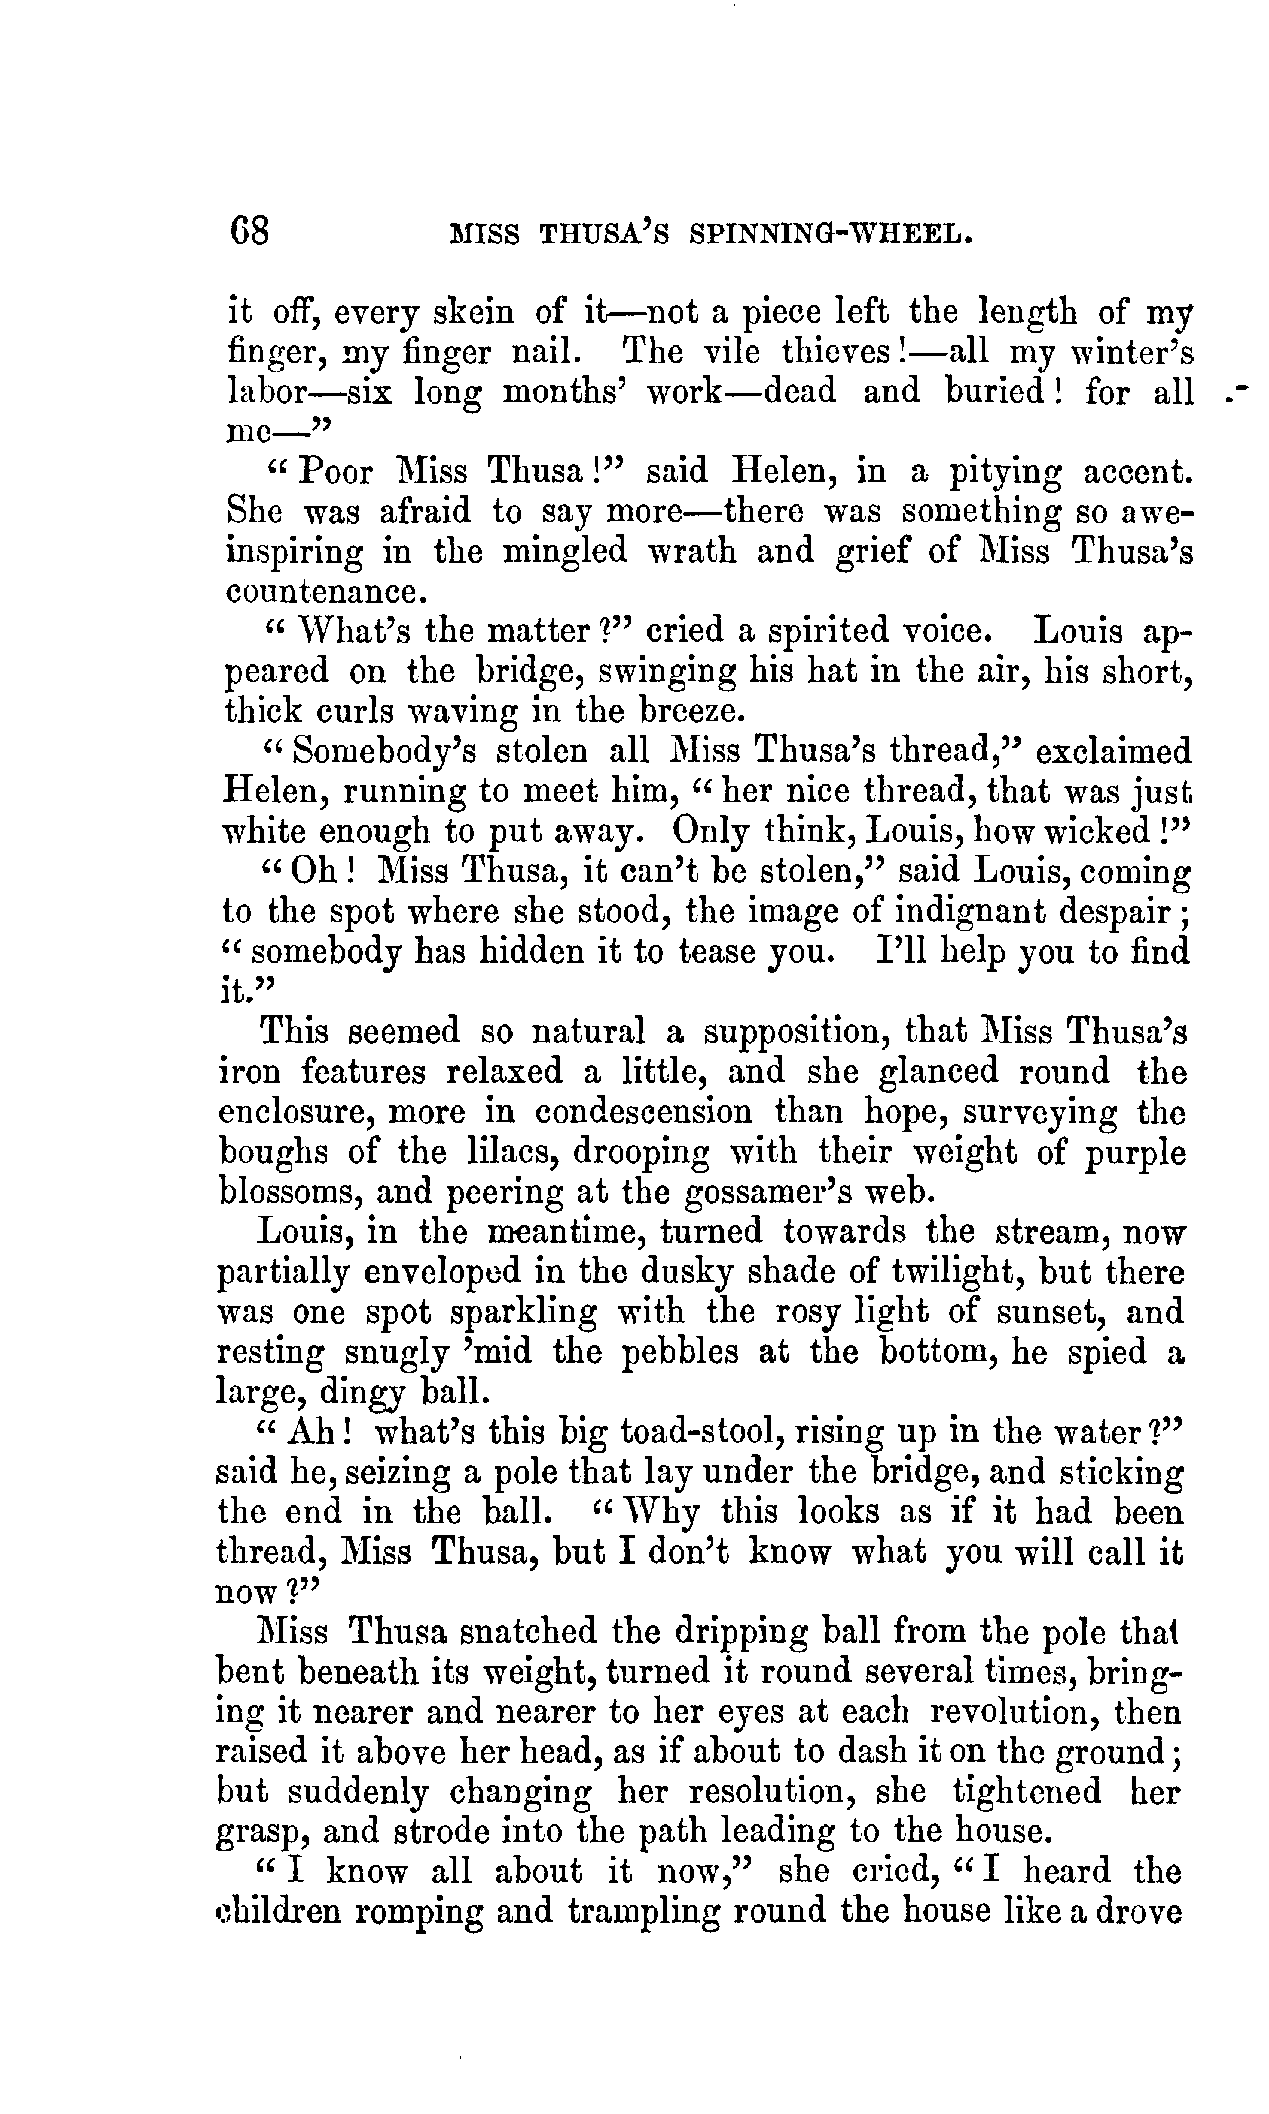 68 MISS THUSA'S SPINNING-WHEEL.
it off, every skein of it—not a piece left the length of my
finger, my finger nail. The vile thieves!—all my winter's
labor—six long months' work—dead and buried! for all
me—"
"Poor Miss Thusa!" said Helen, in a pitying accent.
She was afraid to say more—there was something so awe-
inspiring in the mingled wrath and grief of Miss Thusa's
countenance.
"What's the matter?" cried a spirited voice. Louis ap-
peared on the bridge, swinging his hat in the air, his short,
thick curls waving in the breeze.
"Somebody's stolen all Miss Thusa's thread," exclaimed
Helen, running to meet him, "her nice thread, that was just
white enough to put away. Only think, Louis, how wicked!"
"Oh! Miss Thusa, it can't be stolen," said Louis, coming
to the spot where she stood, the image of indignant despair;
"somebody has hidden it to tease you. I'll help you to find
it."
This seemed so natural a supposition, that Miss Thusa's
iron features relaxed a little, and she glanced round the
enclosure, more in condescension than hope, surveying the
boughs of the lilacs, drooping with their weight of purple
blossoms, and peering at the gossamer's web.
Louis, in the meantime, turned towards the stream, now
partially enveloped in the dusky shade of twilight, but there
was one spot sparkling with the rosy light of sunset, and
resting snugly 'mid the pebbles at the bottom, he spied a
large, dingy ball.
"Ah! what's this big toad-stool, rising up in the water?"
said he, seizing a pole that lay under the bridge, and sticking
the end in the ball. "Why this looks as if it had been
thread, Miss Thusa, but I don't know what you will call it
now?"
Miss Thusa snatched the dripping ball from the pole that
bent beneath its weight, turned it round several times, bring-
ing it nearer and nearer to her eyes at each revolution, then
raised it above her head, as if about to dash it on the ground;
but suddenly changing her resolution, she tightened her
grasp, and strode into the path leading to the house.
"I know all about it now," she cried, "I heard the
children romping and trampling round the house like a drove